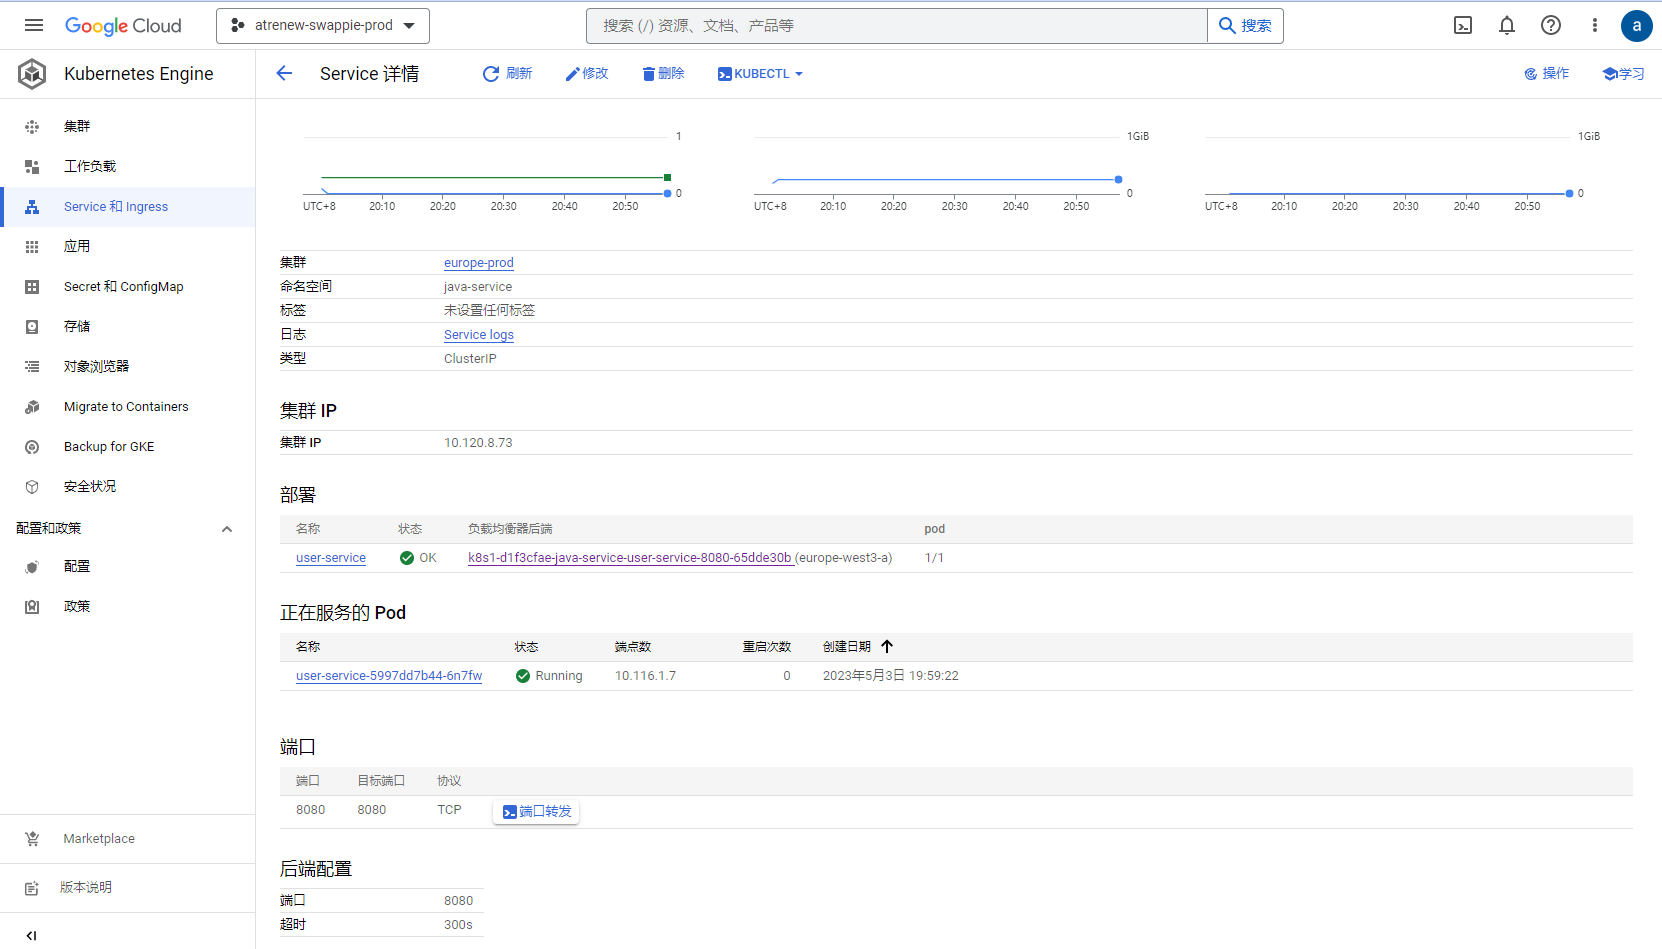 Google Cloud
atrenew-swappie-prod
搜索 (/) 资源、文档、产品等
搜索
a
Kubernetes Engine
Service 详情
刷新
修改
删除
KUBECTL
操作
学习
集群
工作负载
Service 和 Ingress
应用
Secret 和 ConfigMap
存储
对象浏览器
Migrate to Containers
Backup for GKE
安全状况
配置和政策
配置
政策
Marketplace
版本说明
1
0
UTC+8 20:10 20:20 20:30 20:40 20:50
1GiB
0
UTC+8 20:10 20:20 20:30 20:40 20:50
1GiB
0
UTC+8 20:10 20:20 20:30 20:40 20:50
集群 europe-prod
命名空间 java-service
标签 未设置任何标签
日志 Service logs
类型 ClusterIP
集群 IP
集群 IP 10.120.8.73
部署
名称 状态 负载均衡器后端 pod
user-service OK k8s1-d1f3cfae-java-service-user-service-8080-65dde30b (europe-west3-a) 1/1
正在服务的 Pod
名称 状态 端点数 重启次数 创建日期
user-service-5997dd7b44-6n7fw Running 10.116.1.7 0 2023年5月3日 19:59:22
端口
端口 目标端口 协议
8080 8080 TCP 端口转发
后端配置
端口 8080
超时 300s